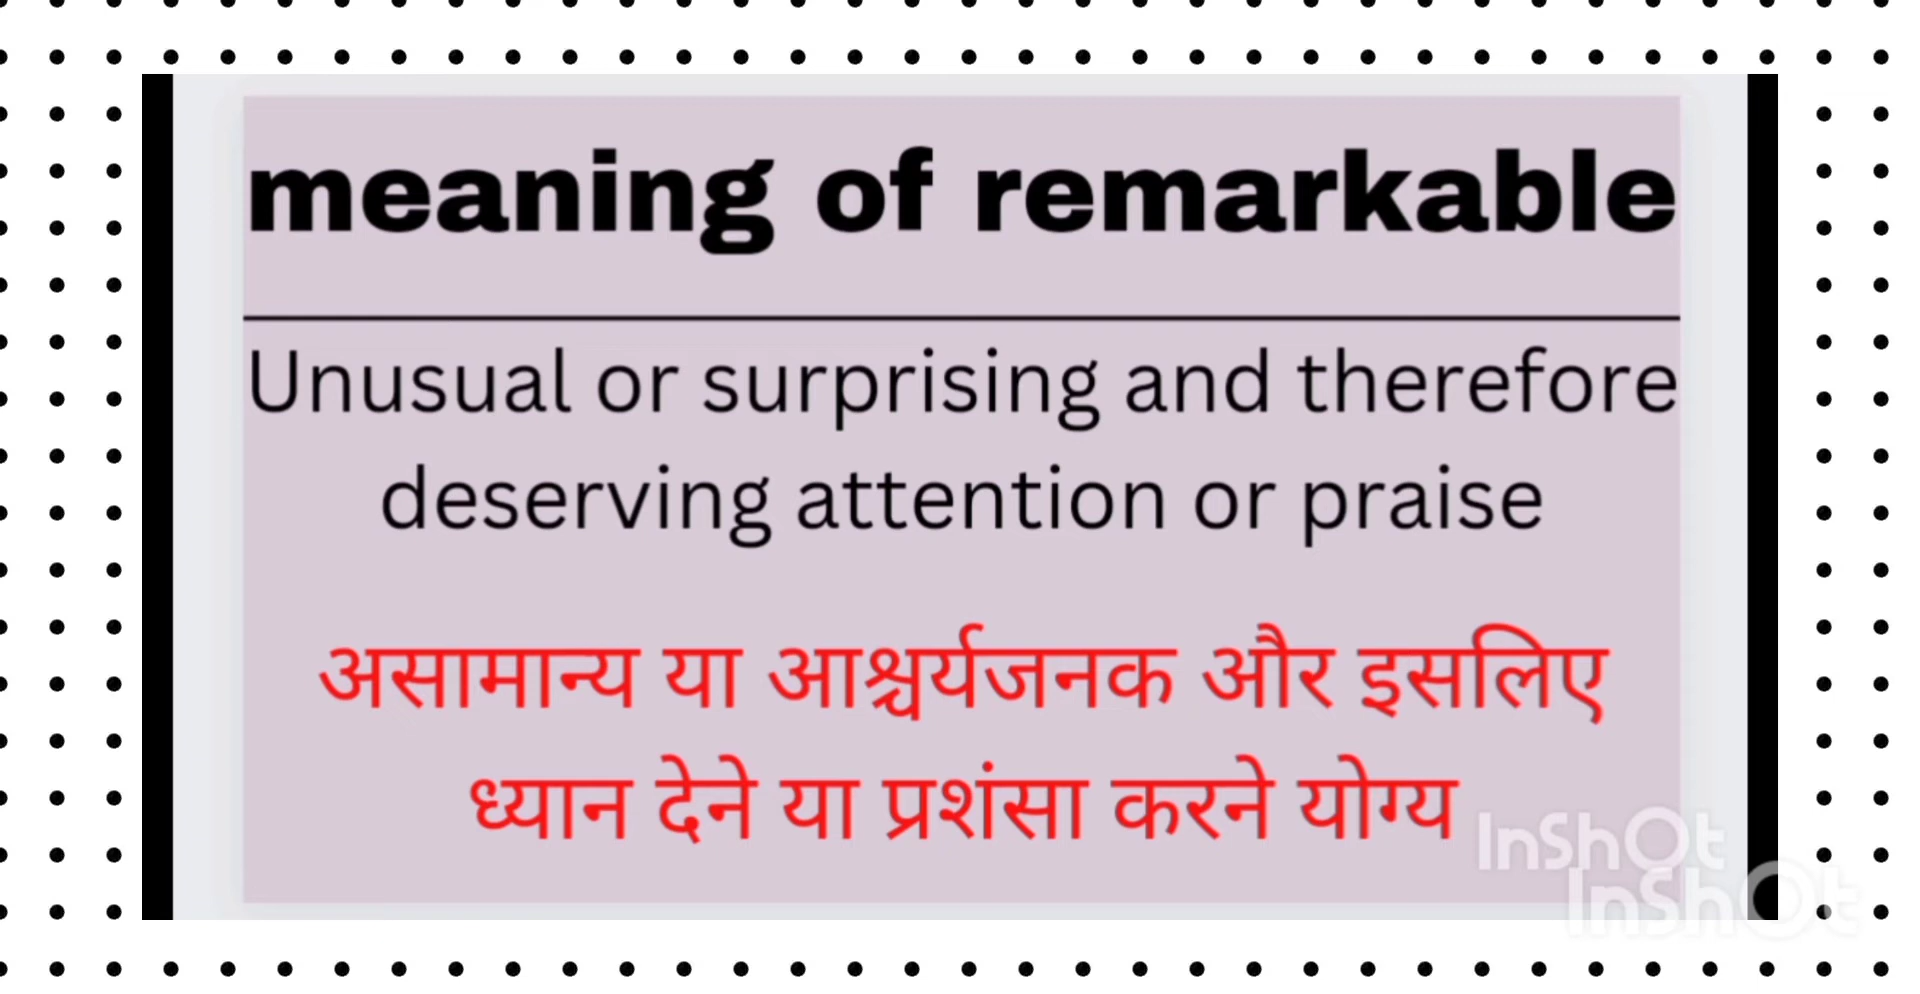 meaning of remarkable
Unusual or surprising and therefore
deserving attention or praise
असामान्य या आश्चर्यजनक और इसलिए
ध्यान देने या प्रशंसा करने योग्य
InShOt
InShOt